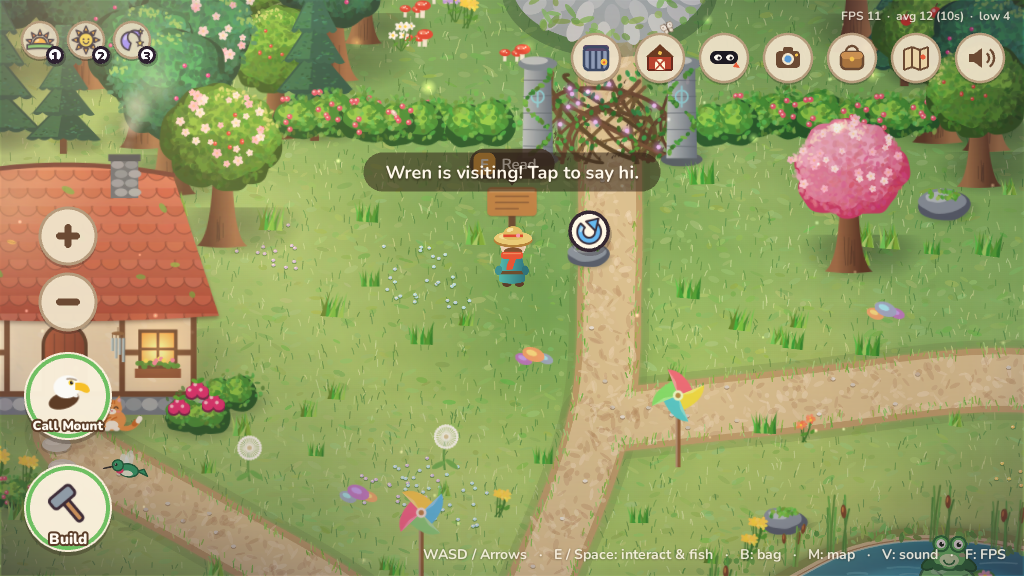 FPS 11 · avg 12 (10s) · low 4
1
2
3
E Read
Wren is visiting! Tap to say hi.
Call Mount
Build
WASD / Arrows · E / Space: interact & fish · B: bag · M: map · V: sound · F: FPS